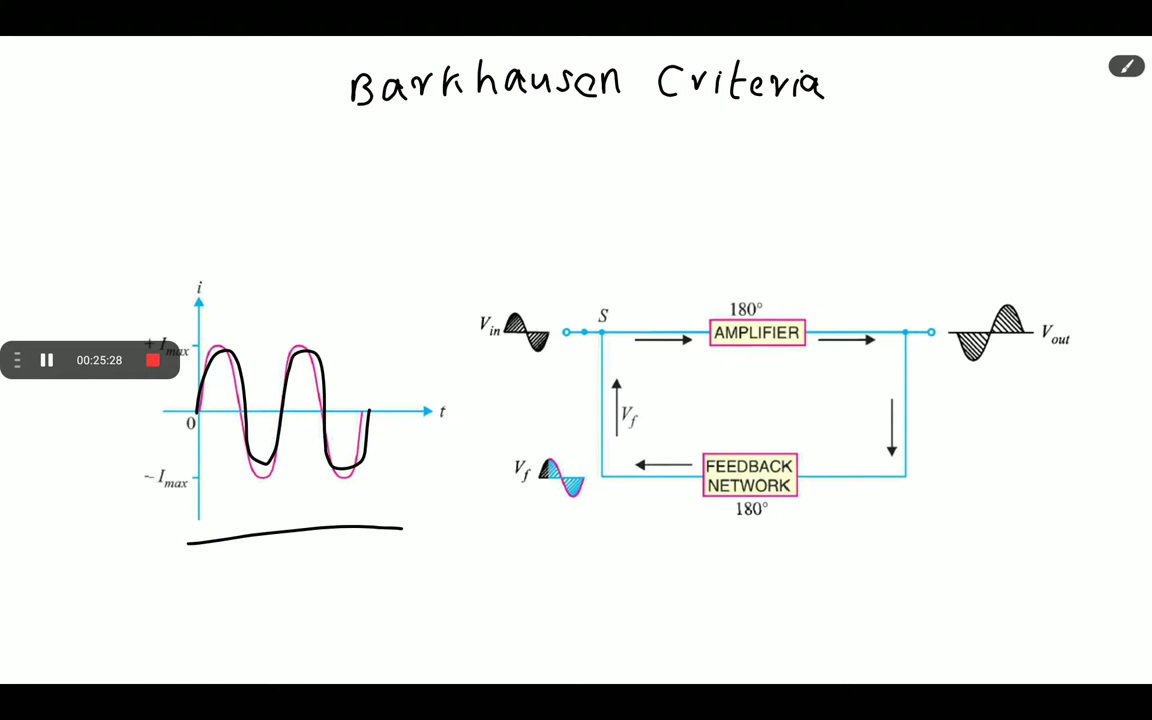 Barkhausen Criteria
i
+ Imax
0
t
− Imax
00:25:28
Vin
S
180°
AMPLIFIER
Vout
Vf
Vf
FEEDBACK
NETWORK
180°